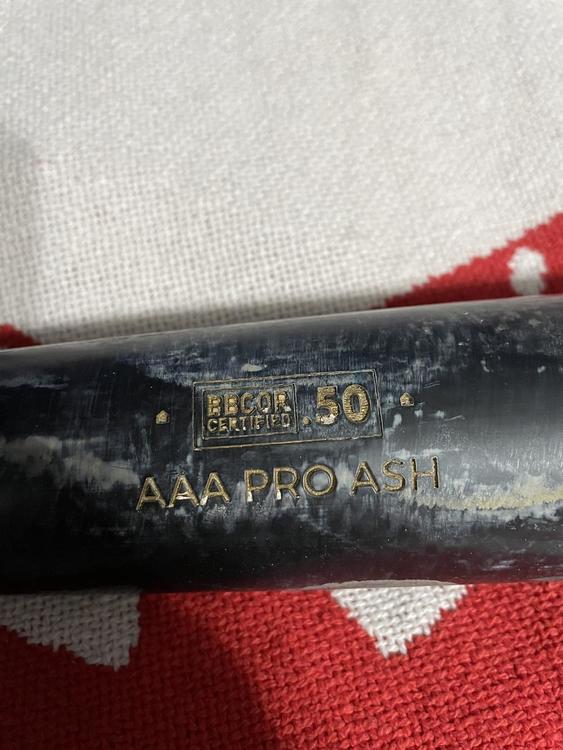 BBCOR .50
CERTIFIED
AAA PRO ASH